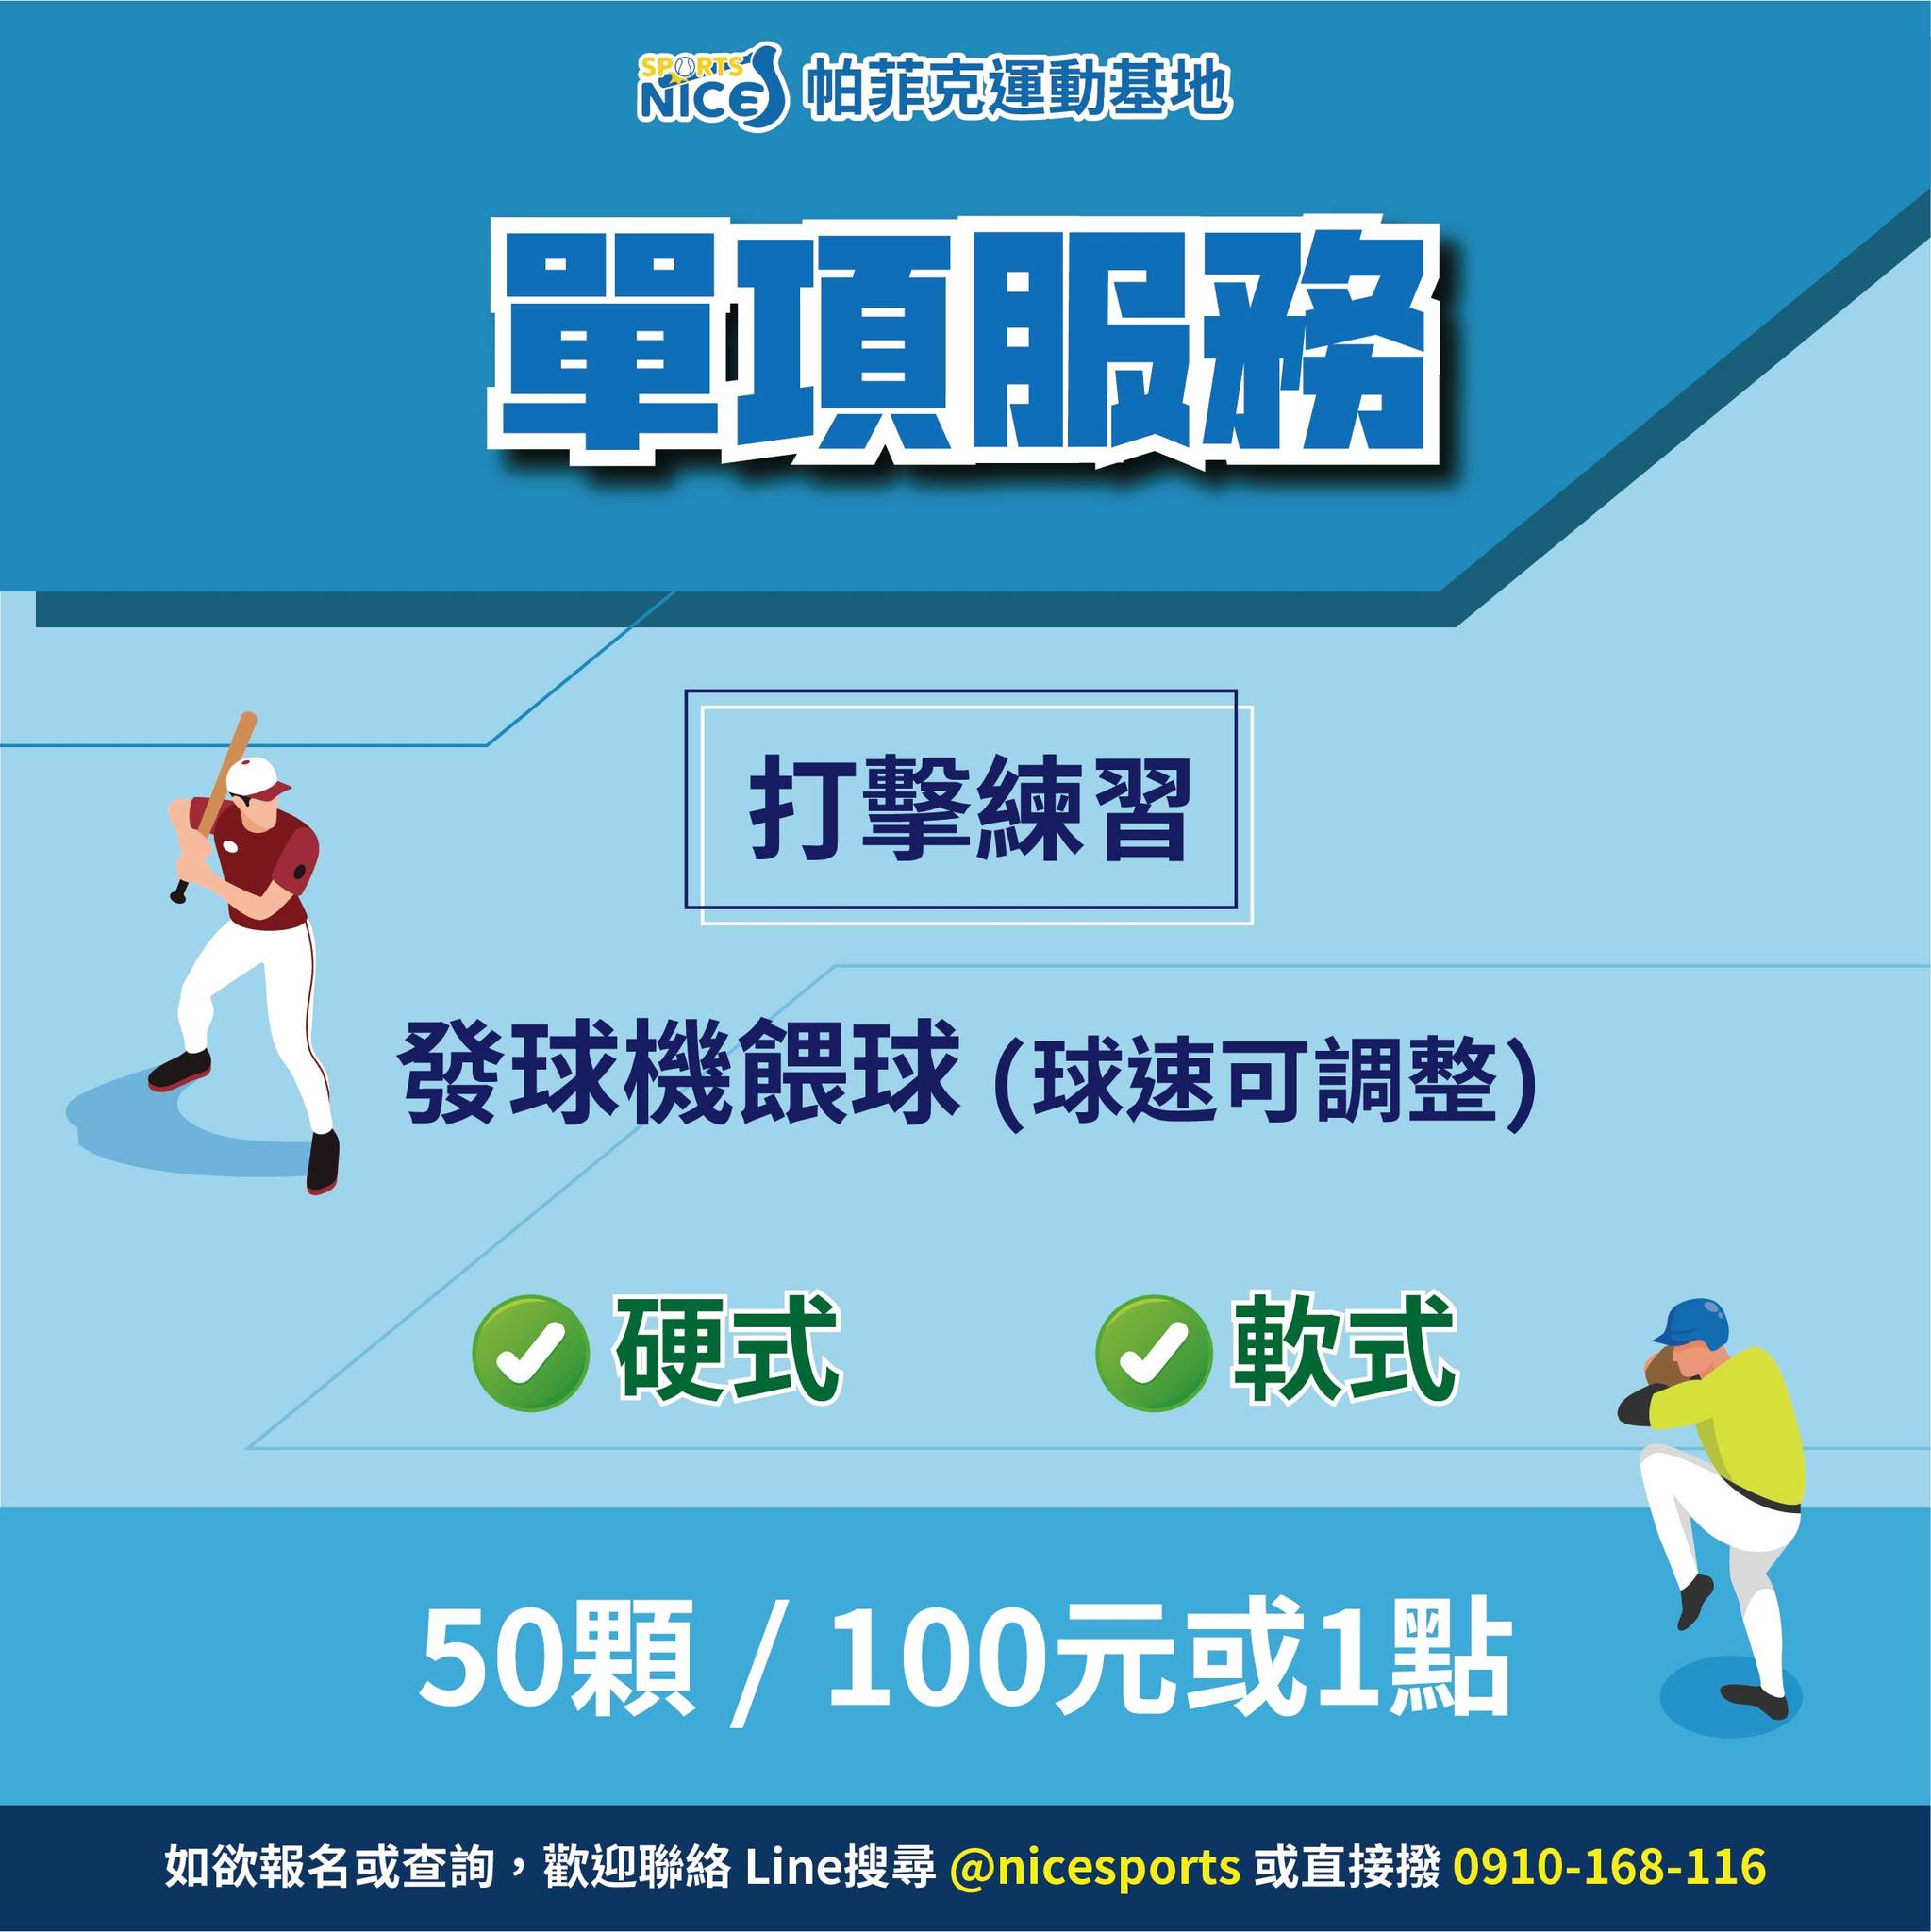 SPORTS
NICE 帕菲克運動基地
單項服務
打擊練習
發球機餵球 (球速可調整)
硬式 軟式
50顆 / 100元或1點
如欲報名或查詢，歡迎聯絡 Line搜尋 @nicesports 或直接撥 0910-168-116